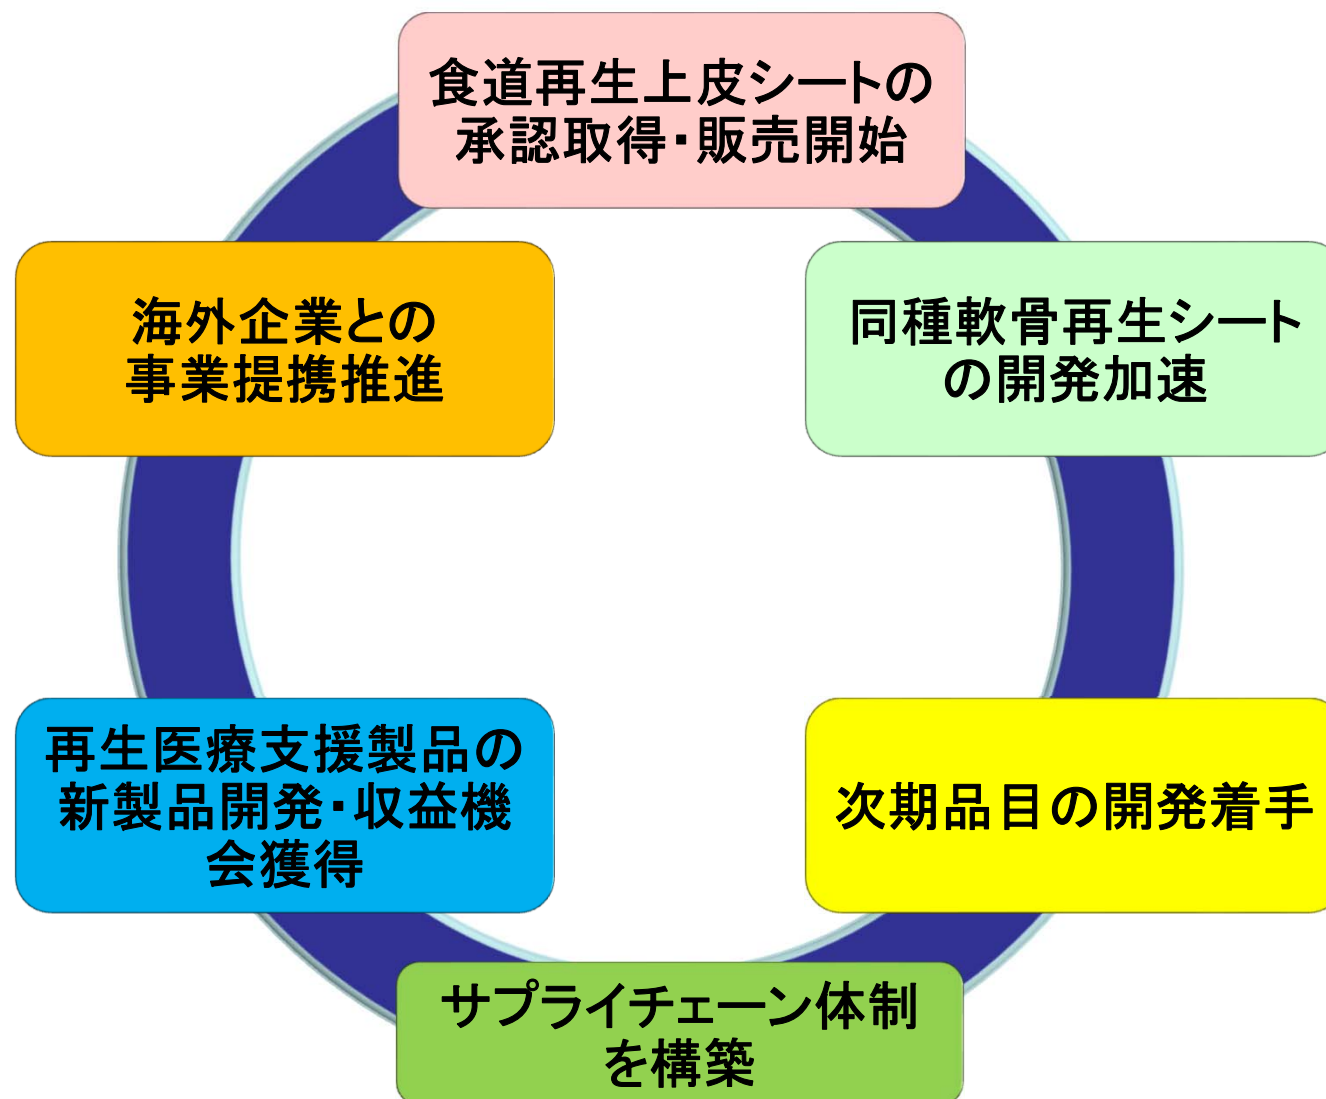 食道再生上皮シートの
承認取得・販売開始
海外企業との
事業提携推進
同種軟骨再生シート
の開発加速
再生医療支援製品の
新製品開発・収益機
会獲得
次期品目の開発着手
サプライチェーン体制
を構築